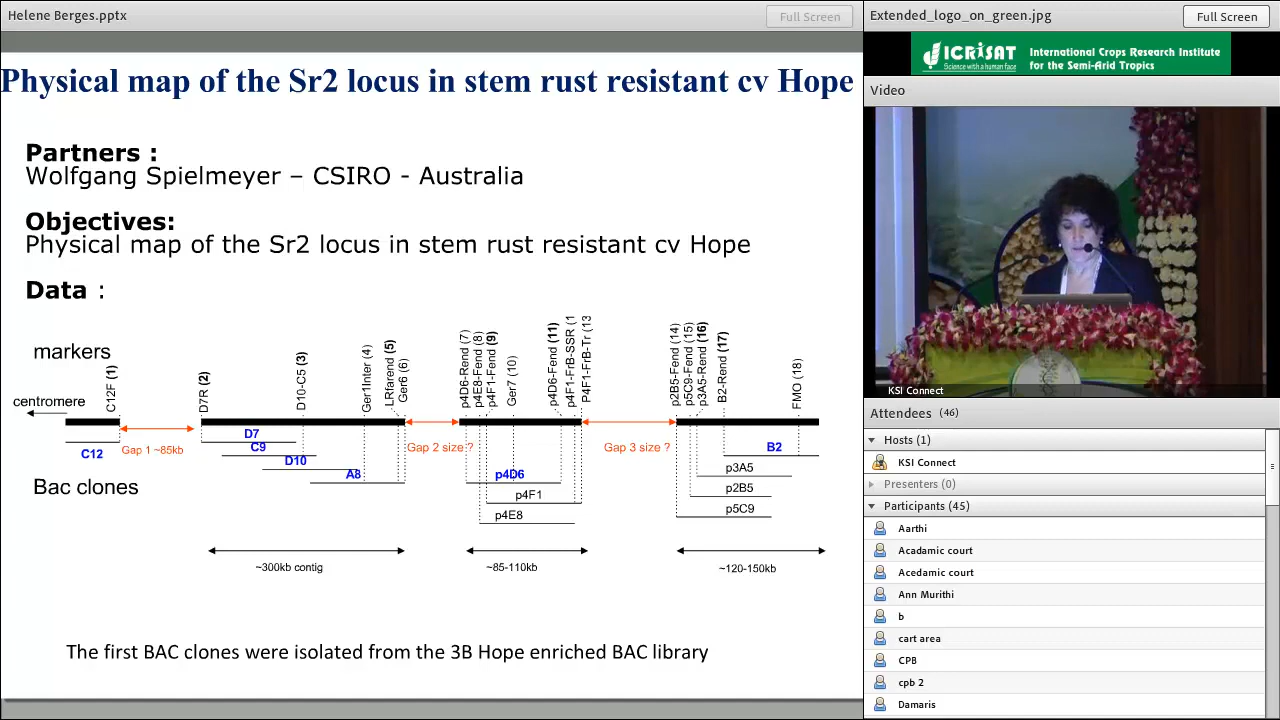 Helene Berges.pptx
Full Screen
Physical map of the Sr2 locus in stem rust resistant cv Hope
Partners :
Wolfgang Spielmeyer – CSIRO - Australia
Objectives:
Physical map of the Sr2 locus in stem rust resistant cv Hope
Data :
markers
centromere
C12F (1)
D7R (2)
D10-C5 (3)
Ger1Inter (4)
LRfarend (5)
Ger6 (6)
p4D6-Rend (7)
p4E8-Fend (8)
p4F1-Fend (9)
Ger7 (10)
p4D6-Fend (11)
p4F1-FrB-SSR (1
P4F1-FrB-Tr (13
p2B5-Fend (14)
p5C9-Fend (15)
p3A5-Rend (16)
B2-Rend (17)
FMO (18)
C12
Gap 1 ~85kb
D7
C9
D10
A8
Gap 2 size ?
p4D6
p4F1
p4E8
Gap 3 size ?
B2
p3A5
p2B5
p5C9
Bac clones
~300kb contig
~85-110kb
~120-150kb
The first BAC clones were isolated from the 3B Hope enriched BAC library
Extended_logo_on_green.jpg
Full Screen
ICRISAT
Science with a human face
International Crops Research Institute
for the Semi-Arid Tropics
Video
KSI Connect
Attendees (46)
Hosts (1)
KSI Connect
Presenters (0)
Participants (45)
Aarthi
Acadamic court
Acedamic court
Ann Murithi
b
cart area
CPB
cpb 2
Damaris